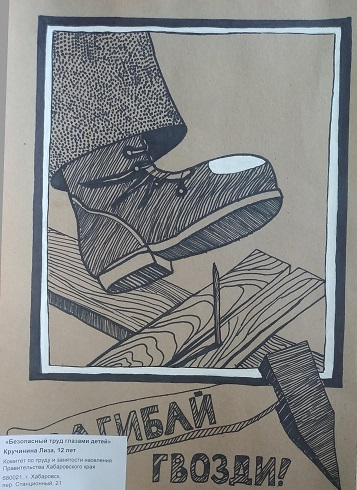 АГИБАЙ
ГВОЗДИ!
«Безопасный труд глазами детей»
Кручинина Лиза, 12 лет
Комитет по труду и занятости населения
Правительства Хабаровского края
680021, г. Хабаровск,
пер. Станционный, 21